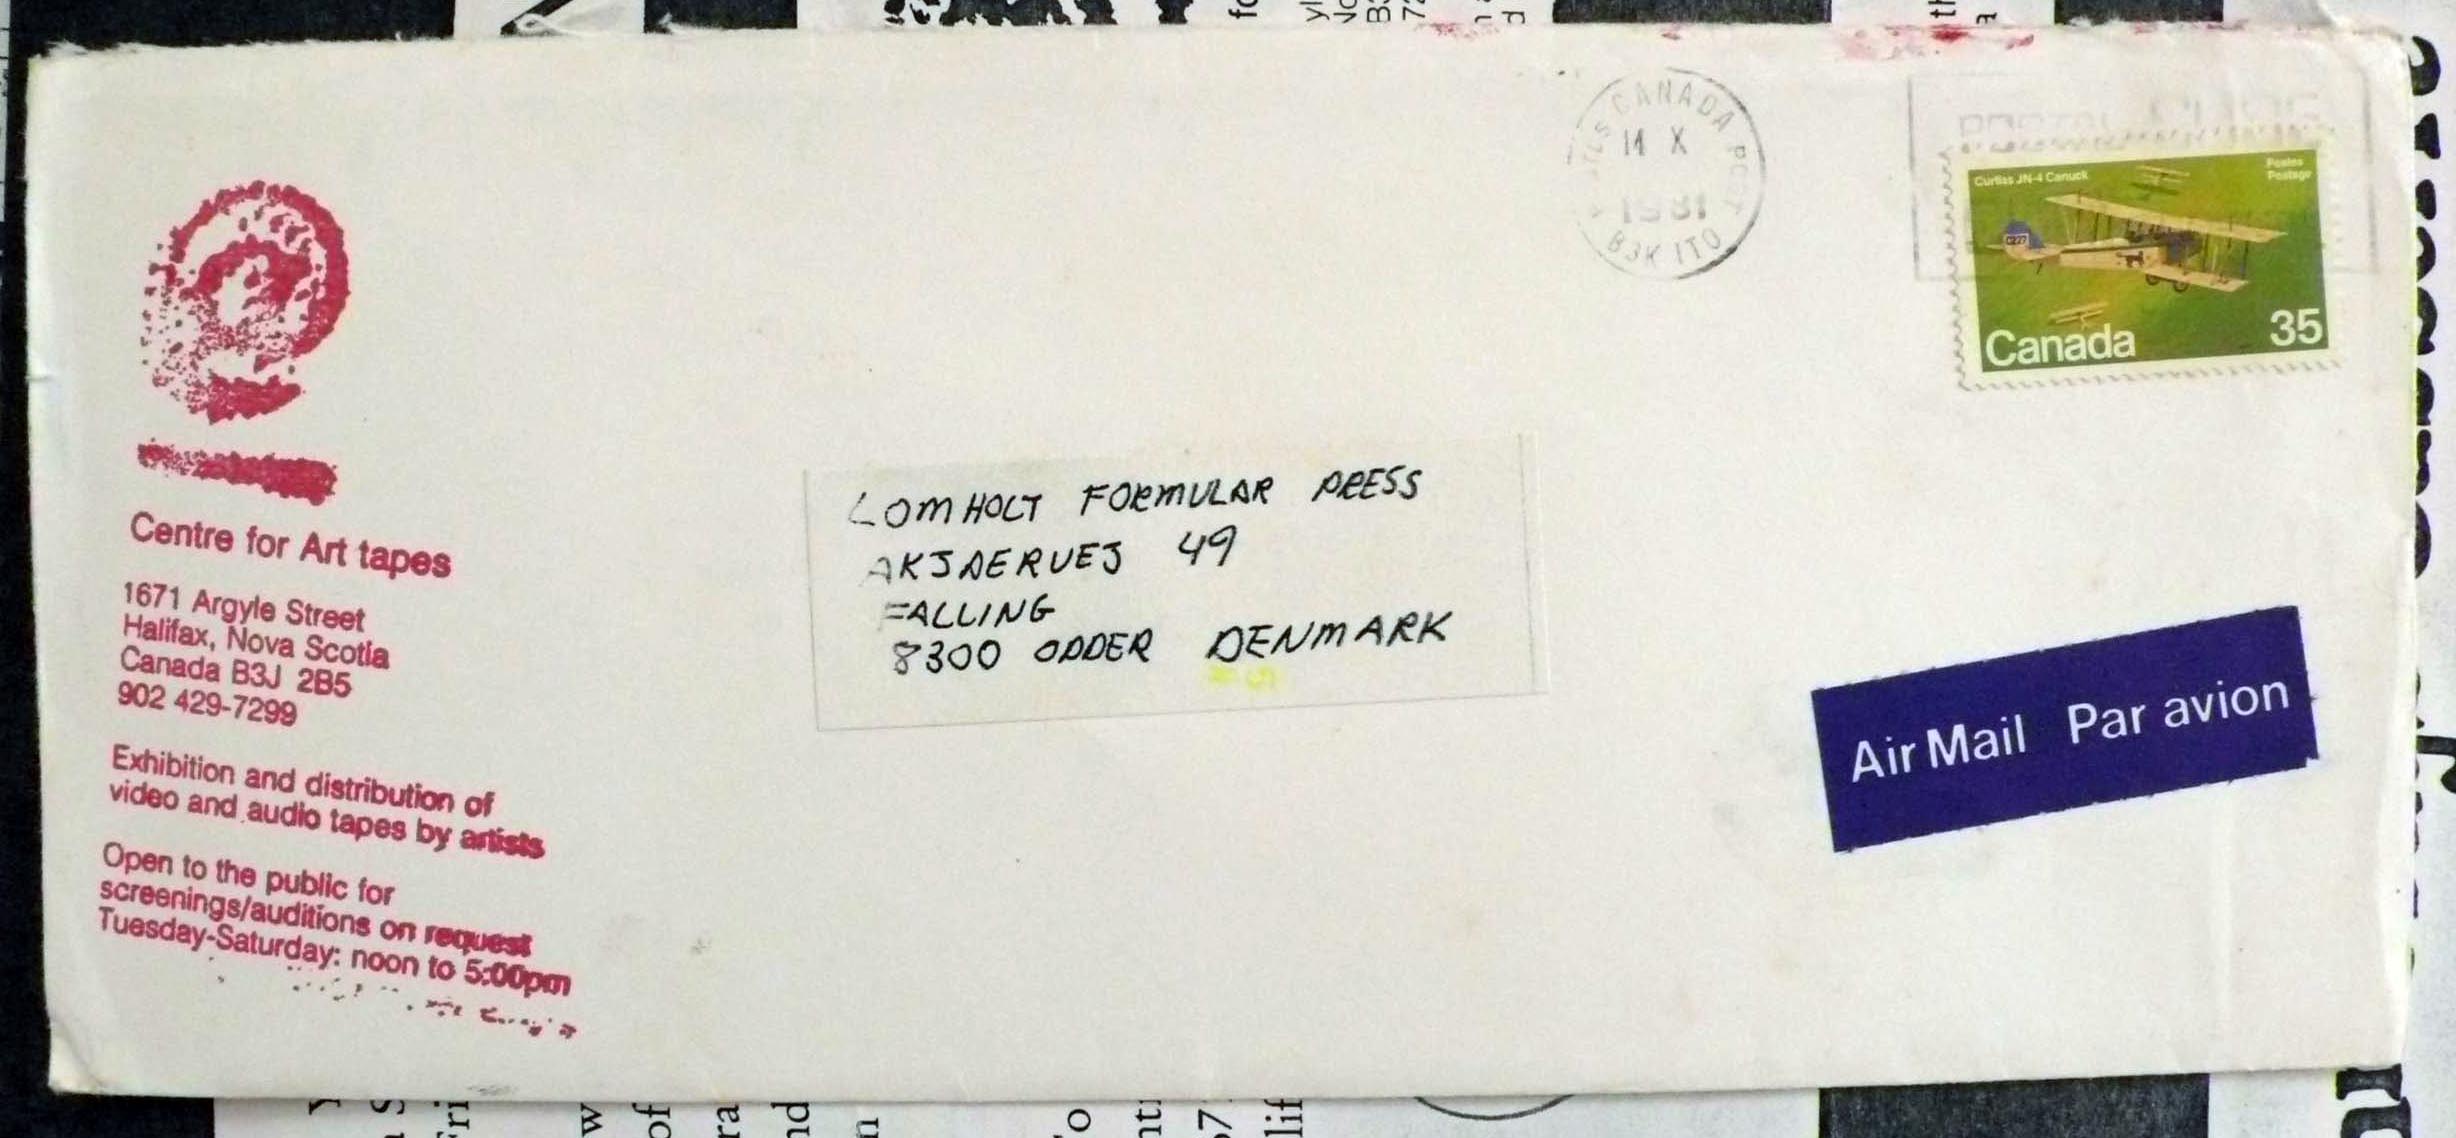 Centre for Art tapes
1671 Argyle Street
Halifax, Nova Scotia
Canada B3J 2B5
902 429-7299
Exhibition and distribution of
video and audio tapes by artists
Open to the public for
screenings/auditions on request
Tuesday-Saturday: noon to 5:00pm
LOMHOLT FORMULAR PRESS
AKJAERVEJ 49
FALLING
8300 ODDER DENMARK
CANADA POST
14 X
1981
B3K 1T0
POSTAL CODE
Curtiss JN-4 Canuck
Postes
Postage
C227
Canada 35
Air Mail Par avion